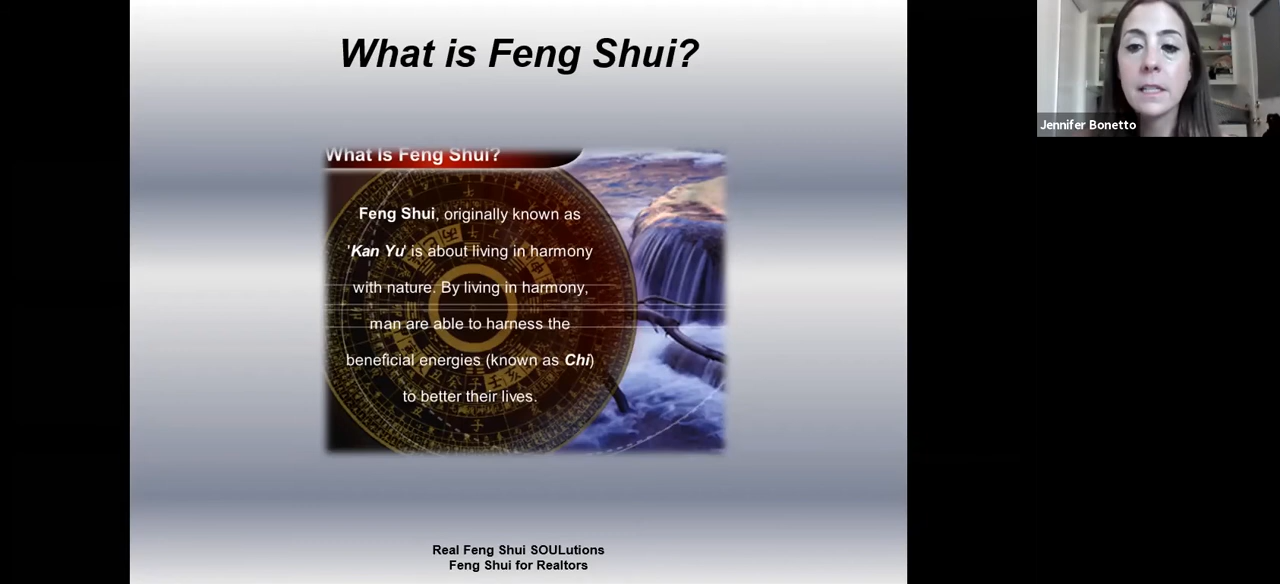 What is Feng Shui?
What Is Feng Shui?
Feng Shui, originally known as
'Kan Yu' is about living in harmony
with nature. By living in harmony,
man are able to harness the
beneficial energies (known as Chi)
to better their lives.
Real Feng Shui SOULutions
Feng Shui for Realtors
Jennifer Bonetto